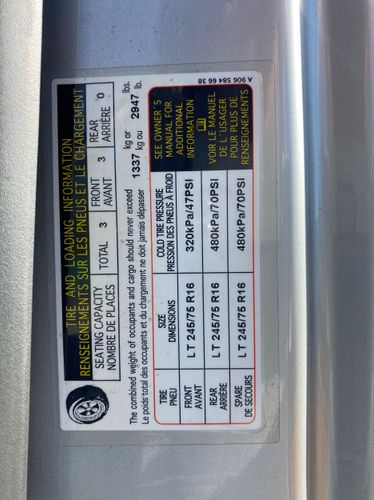 A 906 584 66 38
TIRE AND LOADING INFORMATION
RENSEIGNEMENTS SUR LES PNEUS ET LE CHARGEMENT
SEATING CAPACITY
NOMBRE DE PLACES
TOTAL 3
FRONT
AVANT 3
REAR
ARRIÈRE 0
The combined weight of occupants and cargo should never exceed
Le poids total des occupants et du chargement ne doit jamais dépasser
1337 kg or
kg ou
2947 lbs.
lb.
TIRE
PNEU
SIZE
DIMENSIONS
COLD TIRE PRESSURE
PRESSION DES PNEUS À FROID
FRONT
AVANT
LT 245/75 R16
320kPa/47PSI
REAR
ARRIÈRE
LT 245/75 R16
480kPa/70PSI
SPARE
DE SECOURS
LT 245/75 R16
480kPa/70PSI
SEE OWNER'S
MANUAL FOR
ADDITIONAL
INFORMATION
VOIR LE MANUEL
DE L'USAGER
POUR PLUS DE
RENSEIGNEMENTS